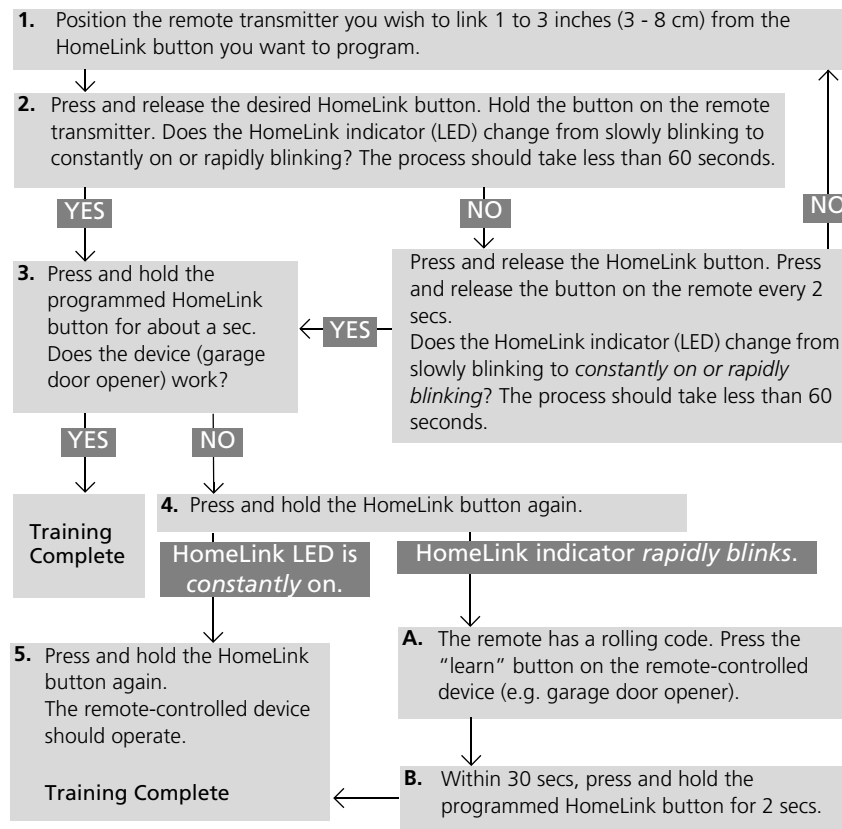 1. Position the remote transmitter you wish to link 1 to 3 inches (3 - 8 cm) from the
HomeLink button you want to program.
2. Press and release the desired HomeLink button. Hold the button on the remote
transmitter. Does the HomeLink indicator (LED) change from slowly blinking to
constantly on or rapidly blinking? The process should take less than 60 seconds.
YES
NO
NO
3. Press and hold the
programmed HomeLink
button for about a sec.
Does the device (garage
door opener) work?
YES
Press and release the HomeLink button. Press
and release the button on the remote every 2
secs.
Does the HomeLink indicator (LED) change from
slowly blinking to constantly on or rapidly
blinking? The process should take less than 60
seconds.
YES
NO
Training
Complete
4. Press and hold the HomeLink button again.
HomeLink LED is
constantly on.
HomeLink indicator rapidly blinks.
5. Press and hold the HomeLink
button again.
The remote-controlled device
should operate.
Training Complete
A. The remote has a rolling code. Press the
“learn” button on the remote-controlled
device (e.g. garage door opener).
B. Within 30 secs, press and hold the
programmed HomeLink button for 2 secs.